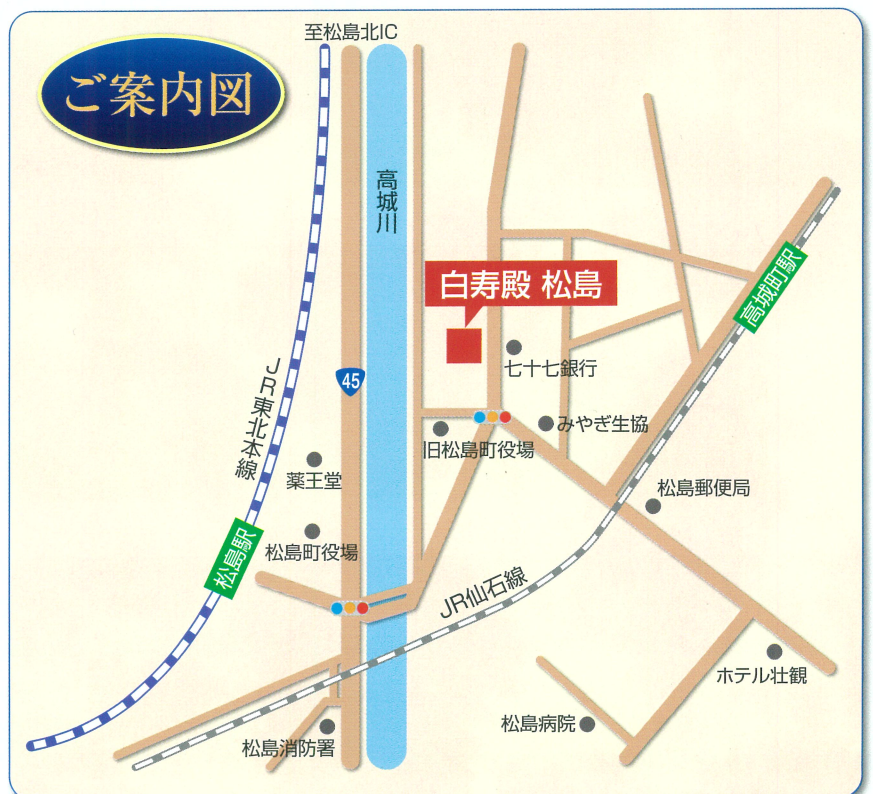 至松島北IC
ご案内図
高城川
白寿殿 松島
高城町駅
七十七銀行
45
JR東北本線
みやぎ生協
旧松島町役場
薬王堂
松島郵便局
松島町役場
松島駅
JR仙石線
ホテル壮観
松島病院
松島消防署